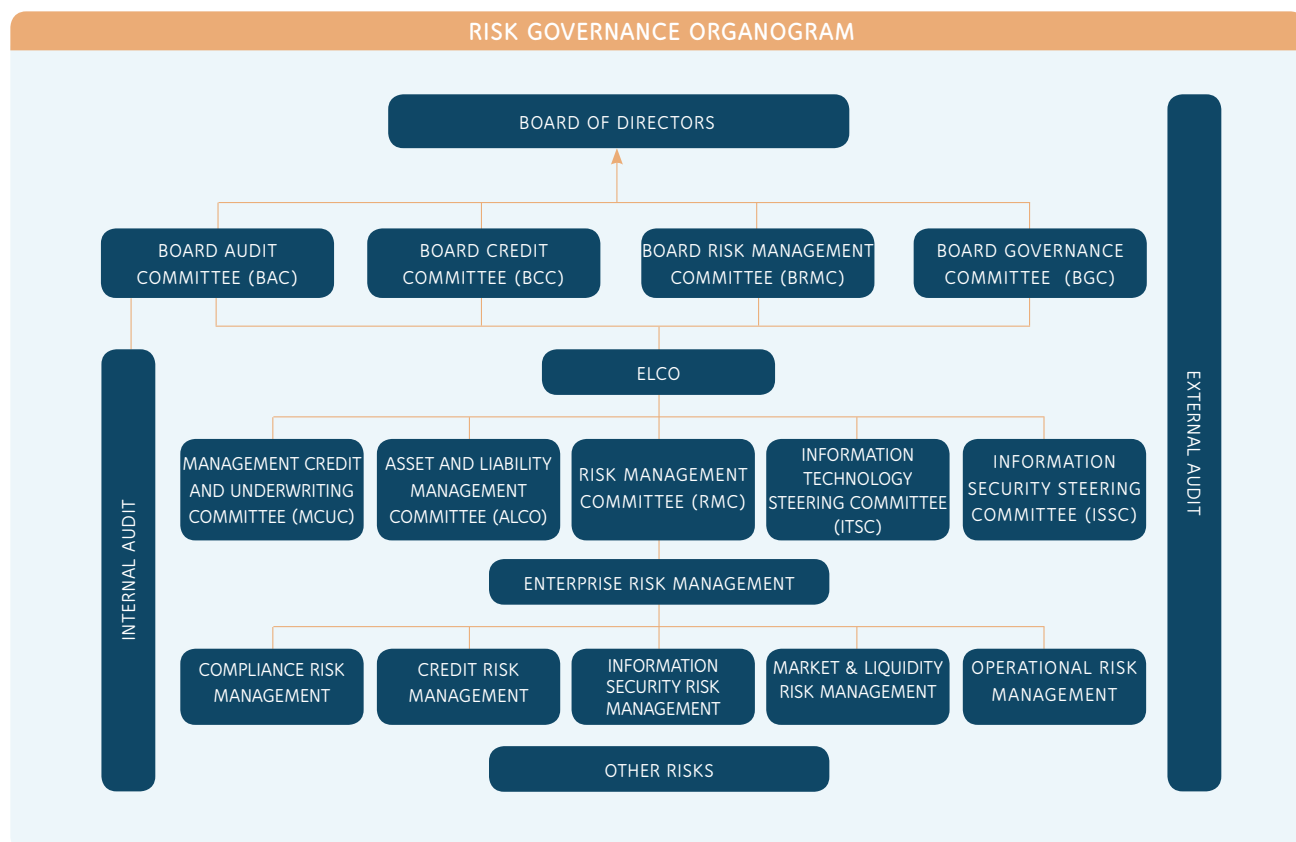 RISK GOVERNANCE ORGANOGRAM
BOARD OF DIRECTORS
BOARD AUDIT
COMMITTEE (BAC)
BOARD CREDIT
COMMITTEE (BCC)
BOARD RISK MANAGEMENT
COMMITTEE (BRMC)
BOARD GOVERNANCE
COMMITTEE (BGC)
ELCO
MANAGEMENT CREDIT
AND UNDERWRITING
COMMITTEE (MCUC)
ASSET AND LIABILITY
MANAGEMENT
COMMITTEE (ALCO)
RISK MANAGEMENT
COMMITTEE (RMC)
INFORMATION
TECHNOLOGY
STEERING COMMITTEE
(ITSC)
INFORMATION
SECURITY STEERING
COMMITTEE (ISSC)
ENTERPRISE RISK MANAGEMENT
COMPLIANCE RISK
MANAGEMENT
CREDIT RISK
MANAGEMENT
INFORMATION
SECURITY RISK
MANAGEMENT
MARKET & LIQUIDITY
RISK MANAGEMENT
OPERATIONAL RISK
MANAGEMENT
OTHER RISKS
INTERNAL AUDIT
EXTERNAL AUDIT